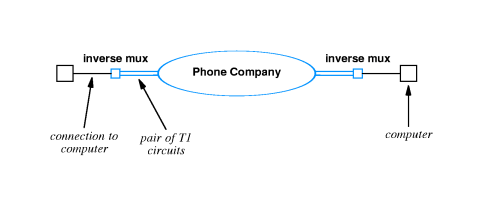 inverse mux
inverse mux
Phone Company
connection to
computer
pair of T1
circuits
computer